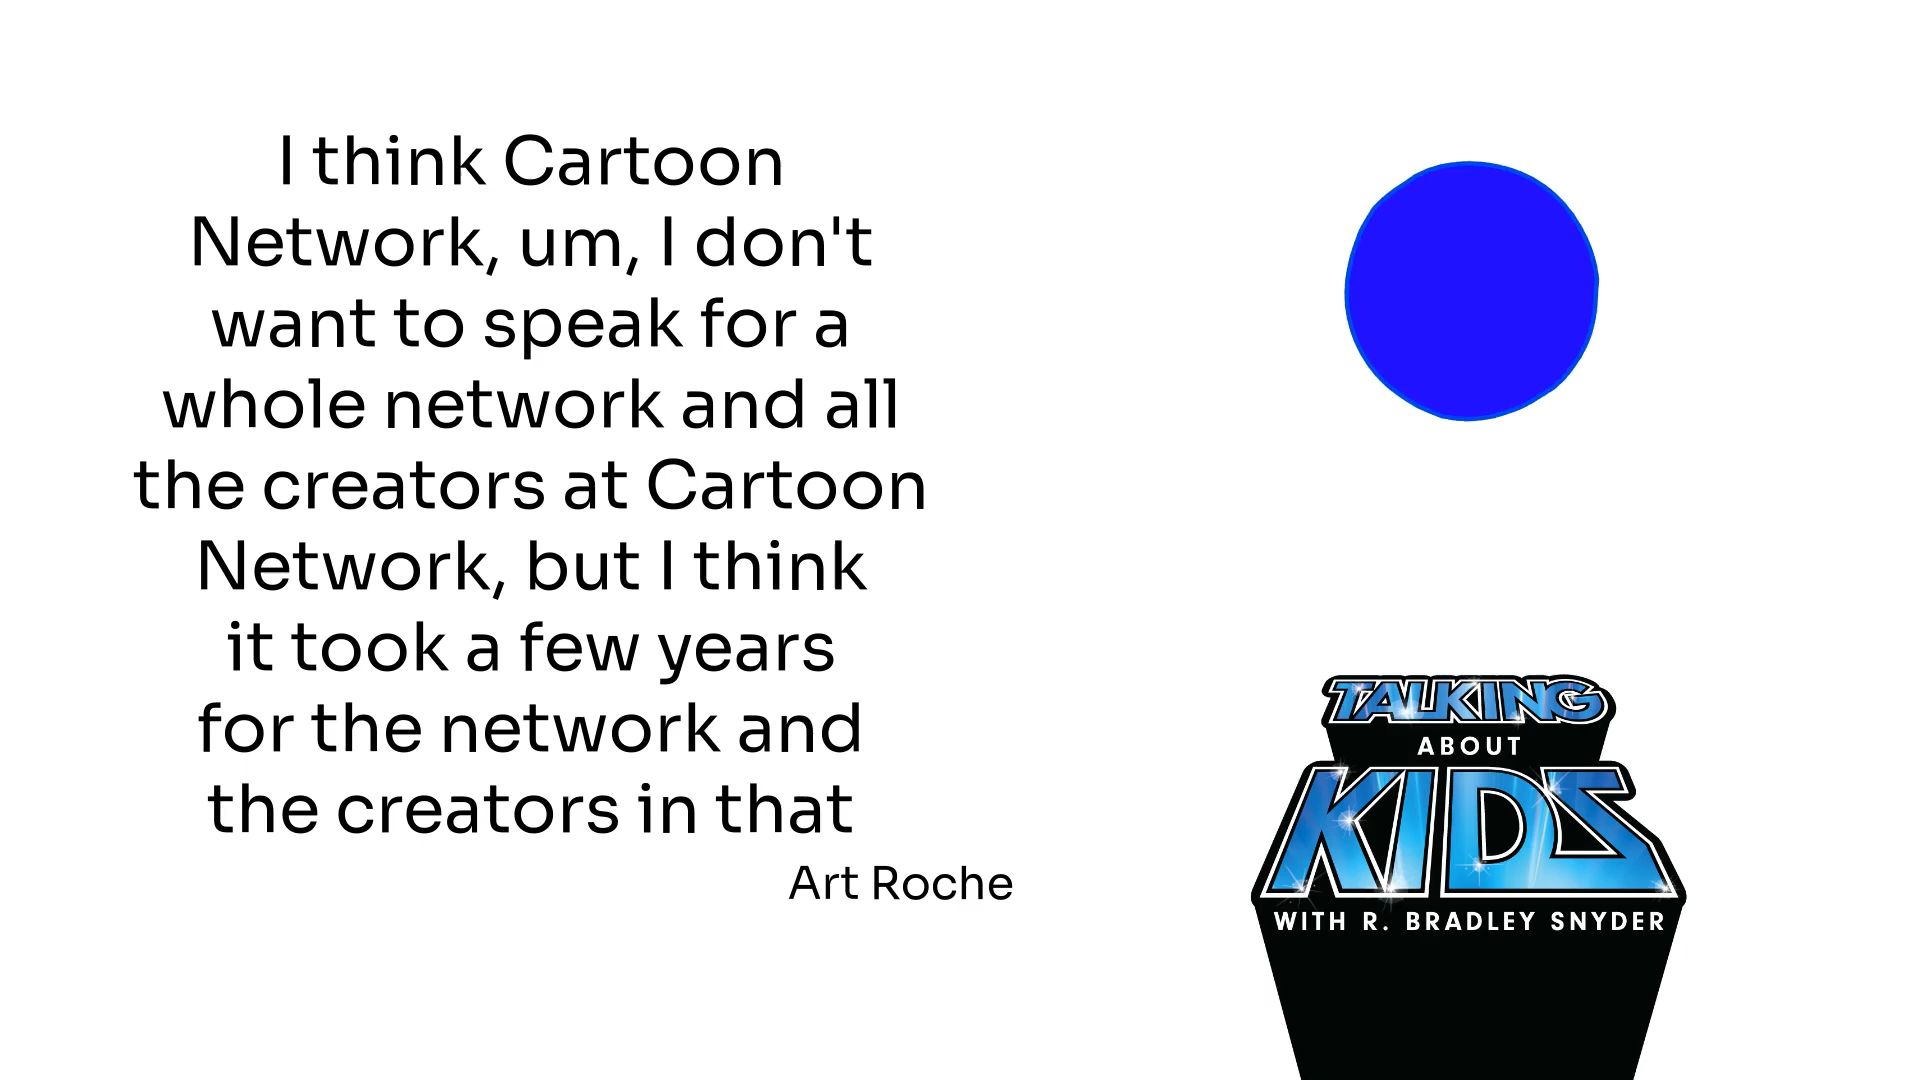 I think Cartoon
Network, um, I don't
want to speak for a
whole network and all
the creators at Cartoon
Network, but I think
it took a few years
for the network and
the creators in that
Art Roche
TALKING
ABOUT
KIDS
WITH R. BRADLEY SNYDER